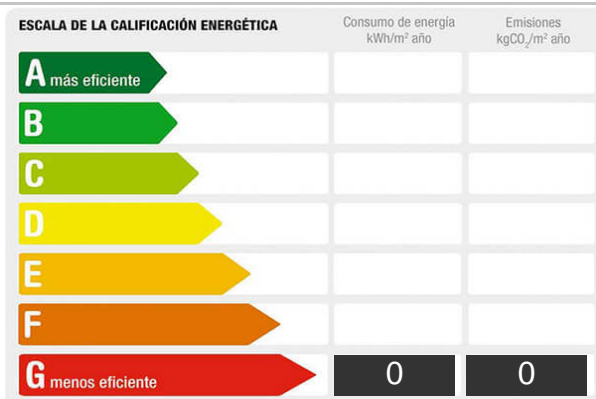 ESCALA DE LA CALIFICACIÓN ENERGÉTICA
Consumo de energía
kWh/m² año
Emisiones
kgCO₂/m² año
A más eficiente
B
C
D
E
F
G menos eficiente
0
0